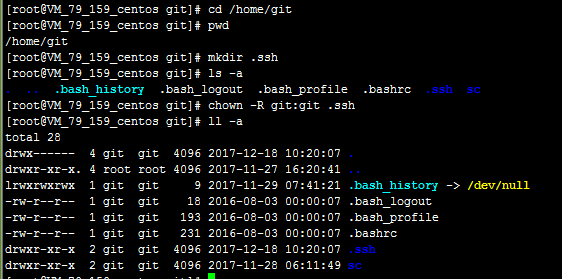 [root@VM_79_159_centos git]# cd /home/git
[root@VM_79_159_centos git]# pwd
/home/git
[root@VM_79_159_centos git]# mkdir .ssh
[root@VM_79_159_centos git]# ls -a
.  ..  .bash_history  .bash_logout  .bash_profile  .bashrc  .ssh  sc
[root@VM_79_159_centos git]# chown -R git:git .ssh
[root@VM_79_159_centos git]# ll -a
total 28
drwx------  4 git  git  4096 2017-12-18 10:20:07 .
drwxr-xr-x. 4 root root 4096 2017-11-27 16:20:41 ..
lrwxrwxrwx  1 git  git     9 2017-11-29 07:41:21 .bash_history -> /dev/null
-rw-r--r--  1 git  git    18 2016-08-03 00:00:07 .bash_logout
-rw-r--r--  1 git  git   193 2016-08-03 00:00:07 .bash_profile
-rw-r--r--  1 git  git   231 2016-08-03 00:00:07 .bashrc
drwxr-xr-x  2 git  git  4096 2017-12-18 10:20:07 .ssh
drwxr-xr-x  2 git  git  4096 2017-11-28 06:11:49 sc